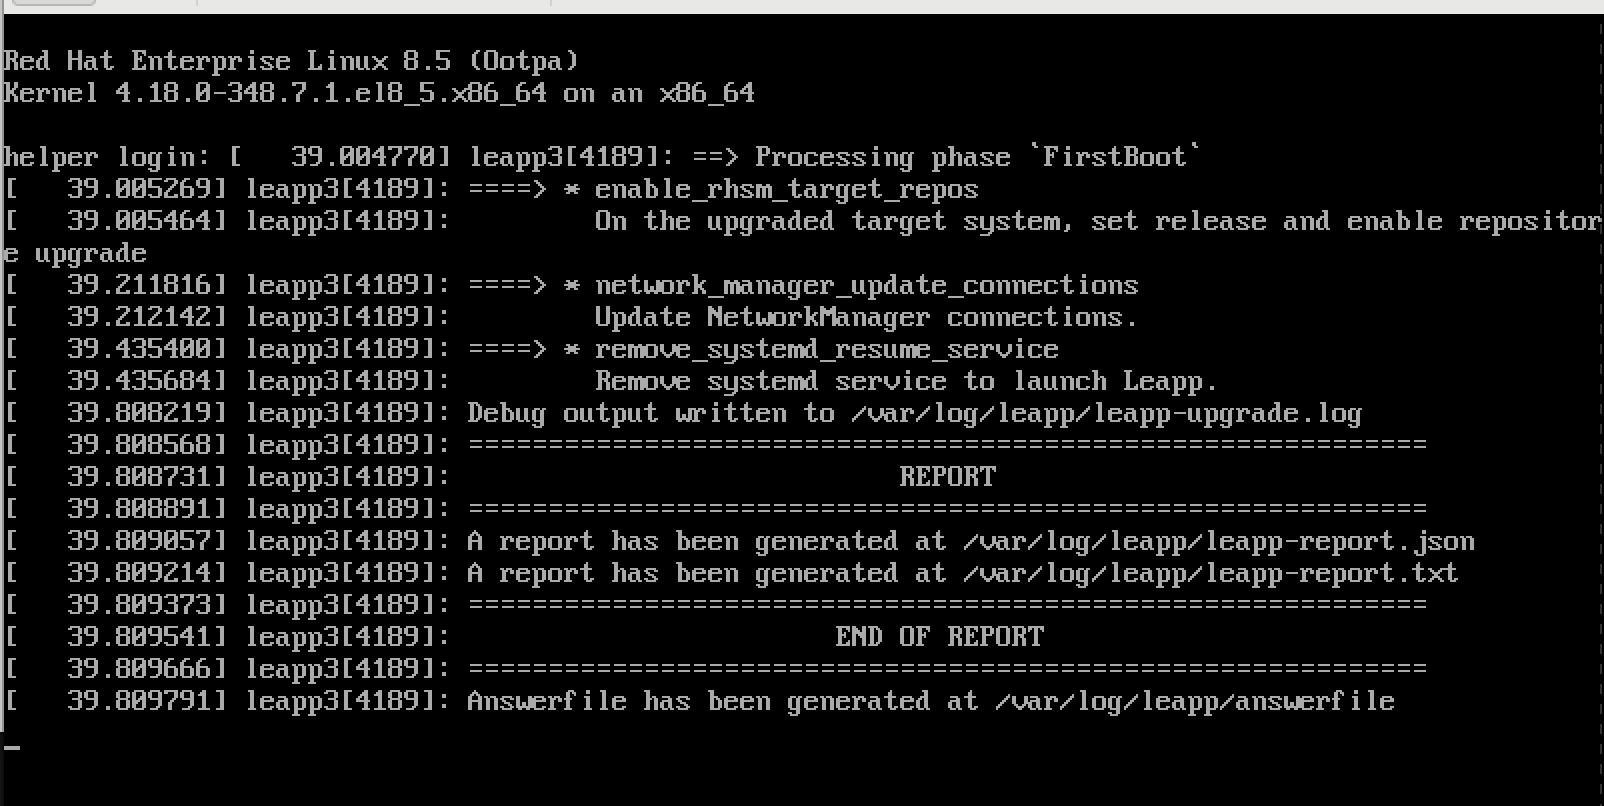 Red Hat Enterprise Linux 8.5 (Ootpa)
Kernel 4.18.0-348.7.1.el8_5.x86_64 on an x86_64
helper login: [   39.004770] leapp3[4189]: ==> Processing phase `FirstBoot`
[   39.005269] leapp3[4189]: ====> * enable_rhsm_target_repos
[   39.005464] leapp3[4189]:         On the upgraded target system, set release and enable repositor
e upgrade
[   39.211816] leapp3[4189]: ====> * network_manager_update_connections
[   39.212142] leapp3[4189]:         Update NetworkManager connections.
[   39.435400] leapp3[4189]: ====> * remove_systemd_resume_service
[   39.435684] leapp3[4189]:         Remove systemd service to launch Leapp.
[   39.808219] leapp3[4189]: Debug output written to /var/log/leapp/leapp-upgrade.log
[   39.808568] leapp3[4189]: ============================================================
[   39.808731] leapp3[4189]:                            REPORT
[   39.808891] leapp3[4189]: ============================================================
[   39.809057] leapp3[4189]: A report has been generated at /var/log/leapp/leapp-report.json
[   39.809214] leapp3[4189]: A report has been generated at /var/log/leapp/leapp-report.txt
[   39.809373] leapp3[4189]: ============================================================
[   39.809541] leapp3[4189]:                        END OF REPORT
[   39.809666] leapp3[4189]: ============================================================
[   39.809791] leapp3[4189]: Answerfile has been generated at /var/log/leapp/answerfile
_